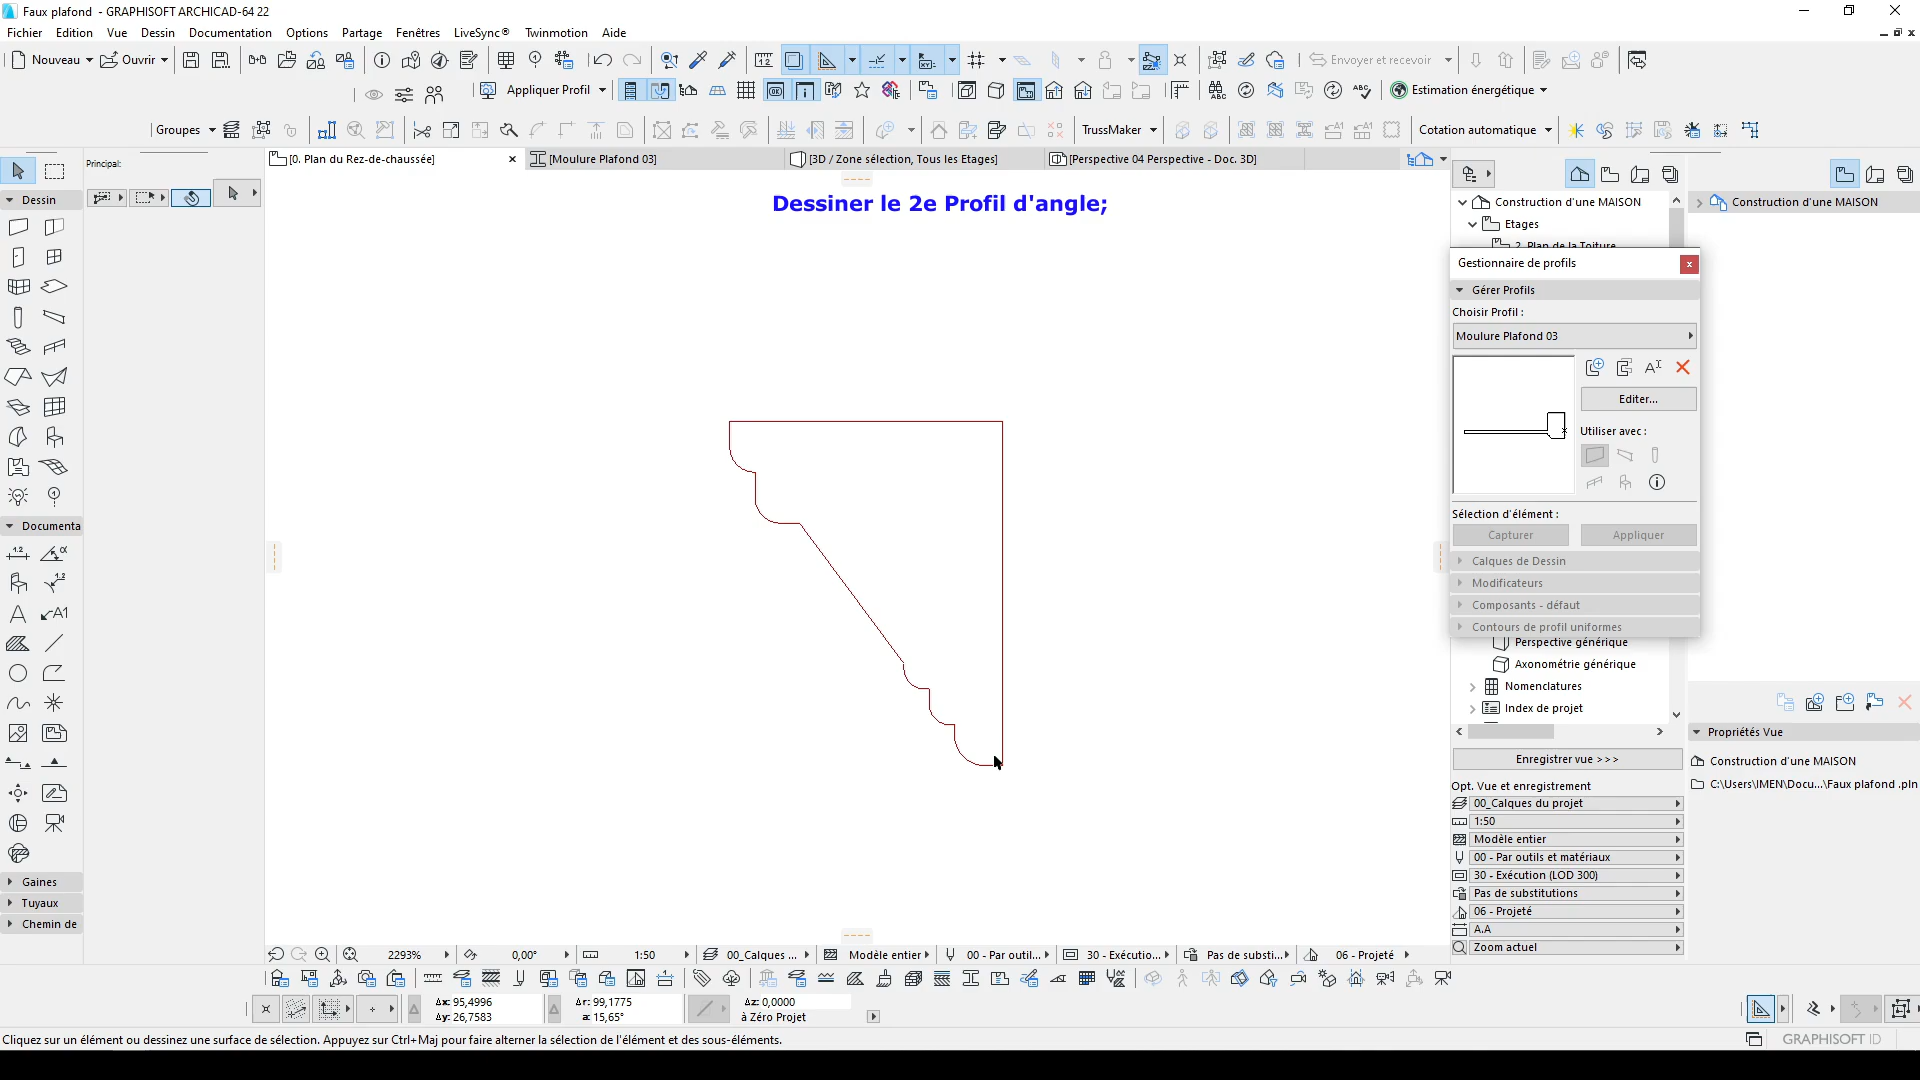 Faux plafond - GRAPHISOFT ARCHICAD-64 22
Fichier Edition Vue Dessin Documentation Options Partage Fenêtres LiveSync® Twinmotion Aide
Nouveau Ouvrir Envoyer et recevoir
Appliquer Profil Estimation énergétique
Groupes TrussMaker Cotation automatique
Principal:
[0. Plan du Rez-de-chaussée] [Moulure Plafond 03] [3D / Zone sélection, Tous les Etages] [Perspective 04 Perspective - Doc. 3D]
Dessin
Dessiner le 2e Profil d'angle;
Construction d'une MAISON
Etages
2. Plan de la Toiture
Construction d'une MAISON
Gestionnaire de profils
Gérer Profils
Choisir Profil :
Moulure Plafond 03
Editer...
Utiliser avec :
Sélection d'élément :
Capturer Appliquer
Calques de Dessin
Modificateurs
Composants - défaut
Contours de profil uniformes
Perspective générique
Axonométrie générique
Nomenclatures
Index de projet
Documenta
Gaines
Tuyaux
Chemin de
Enregistrer vue >>>
Opt. Vue et enregistrement
00_Calques du projet
1:50
Modèle entier
00 - Par outils et matériaux
30 - Exécution (LOD 300)
Pas de substitutions
06 - Projeté
A.A
Zoom actuel
Propriétés Vue
Construction d'une MAISON
C:\Users\IMEN\Docu...\Faux plafond .pln
2293% 0,00° 1:50 00_Calques ... Modèle entier 00 - Par outil... 30 - Exécutio... Pas de substi... 06 - Projeté
Δx: 95,4996 Δr: 99,1775 Δz: 0,0000
Δy: 26,7583 a: 15,65° à Zéro Projet
Cliquez sur un élément ou dessinez une surface de sélection. Appuyez sur Ctrl+Maj pour faire alterner la sélection de l'élément et des sous-éléments.
GRAPHISOFT ID